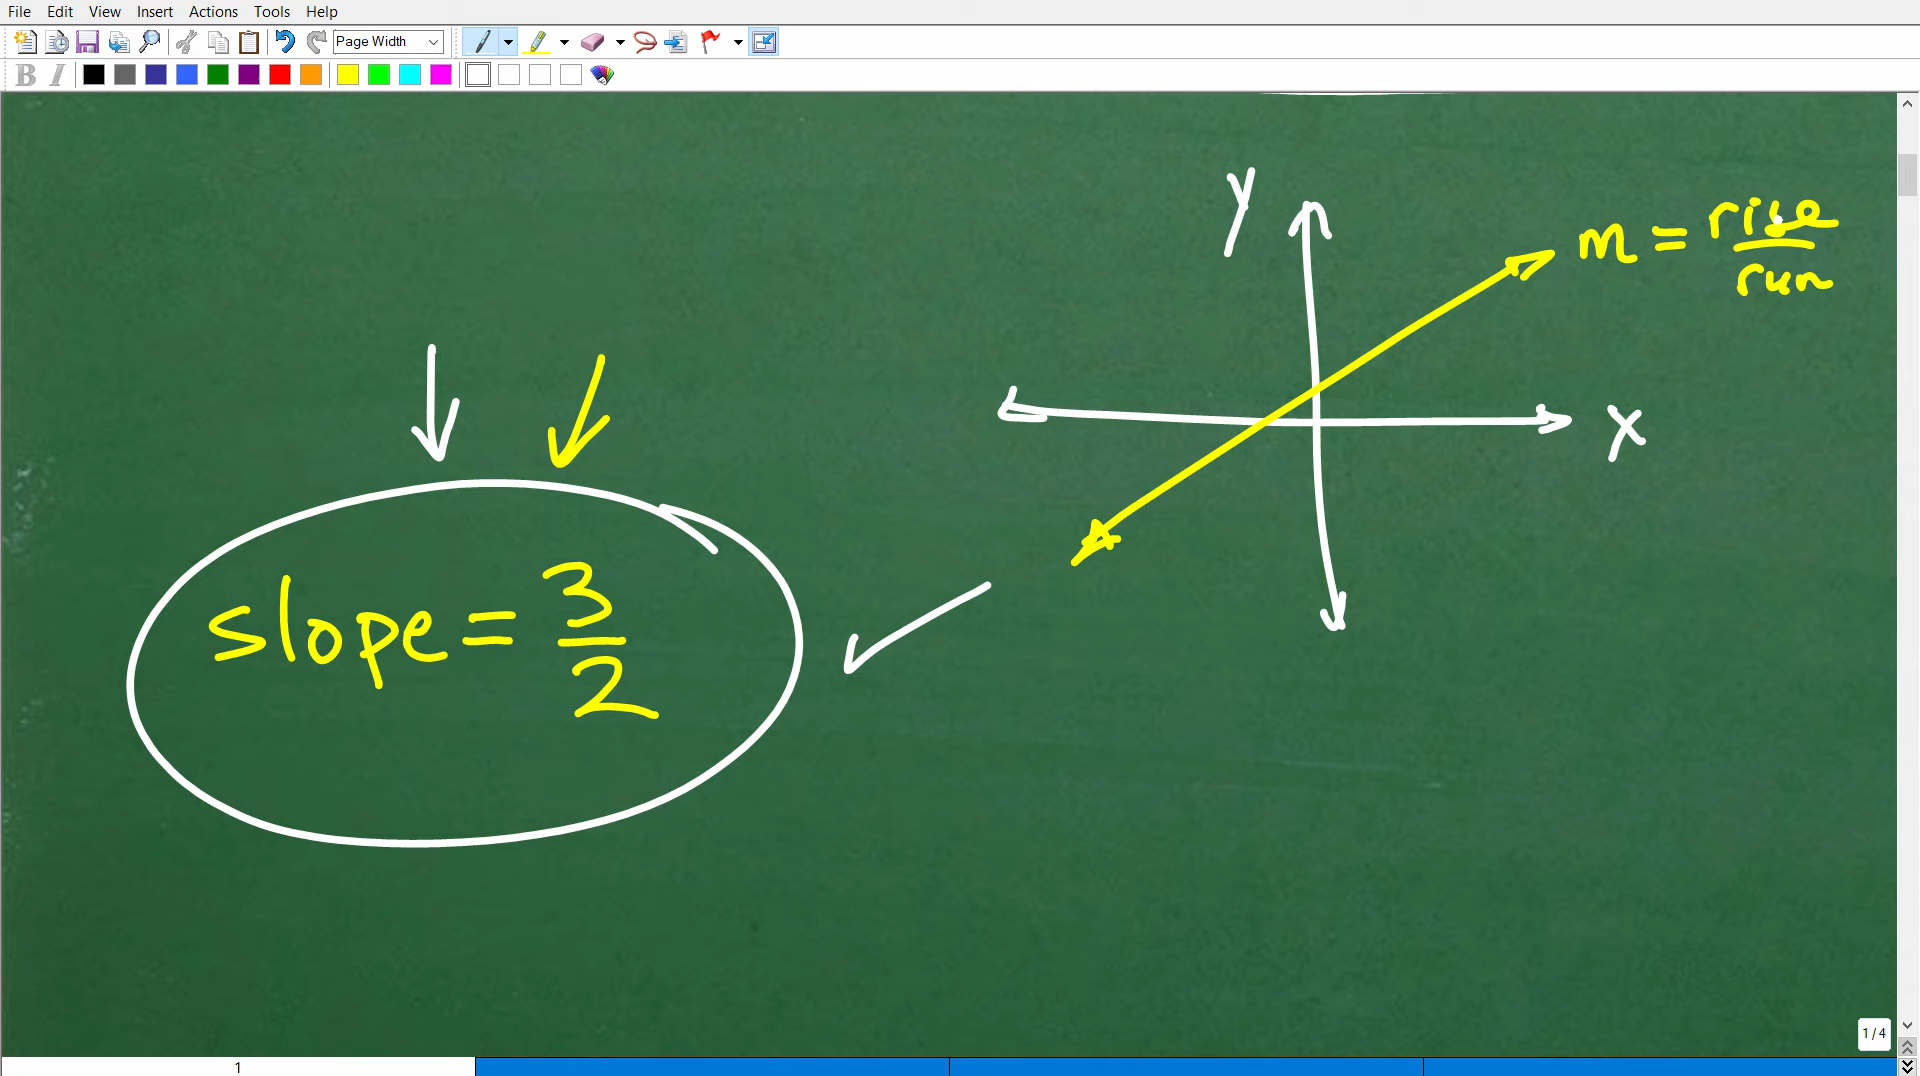 File Edit View Insert Actions Tools Help
Page Width
B I
y
m = rise
run
x
slope = 3
2
1 / 4
1